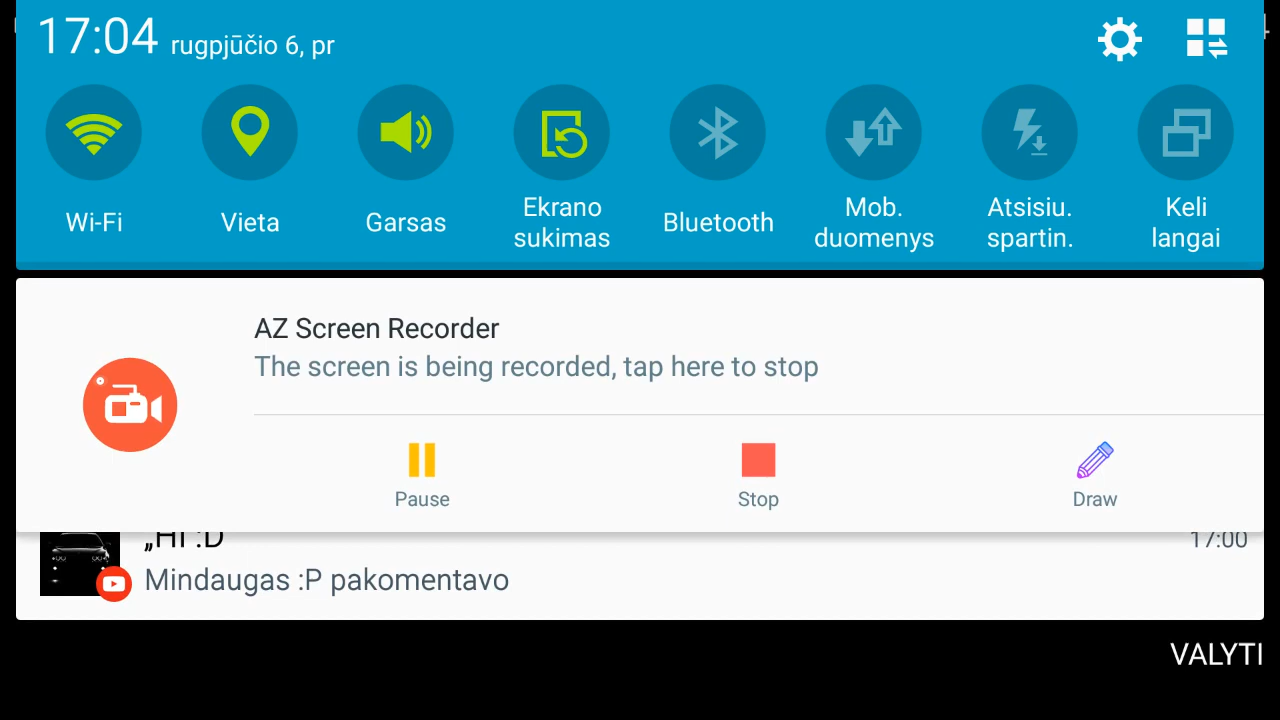 17:04 rugpjūčio 6, pr
Wi-Fi
Vieta
Garsas
Ekrano
sukimas
Bluetooth
Mob.
duomenys
Atsisiu.
spartin.
Keli
langai
AZ Screen Recorder
The screen is being recorded, tap here to stop
Pause
Stop
Draw
„HI :D
17:00
Mindaugas :P pakomentavo
VALYTI